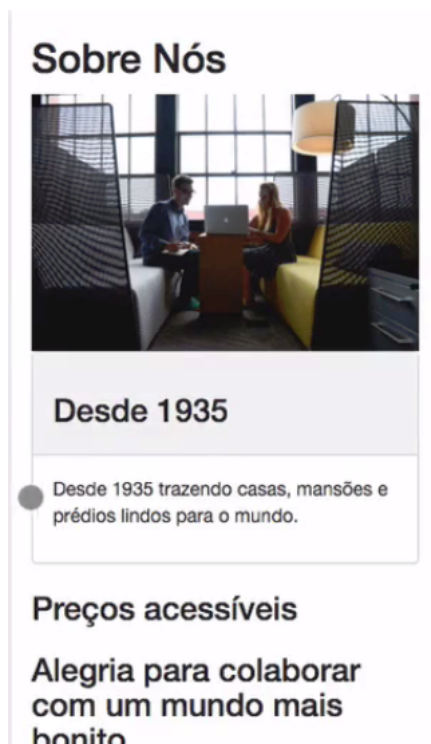 Sobre Nós
Desde 1935
Desde 1935 trazendo casas, mansões e
prédios lindos para o mundo.
Preços acessíveis
Alegria para colaborar
com um mundo mais
bonito